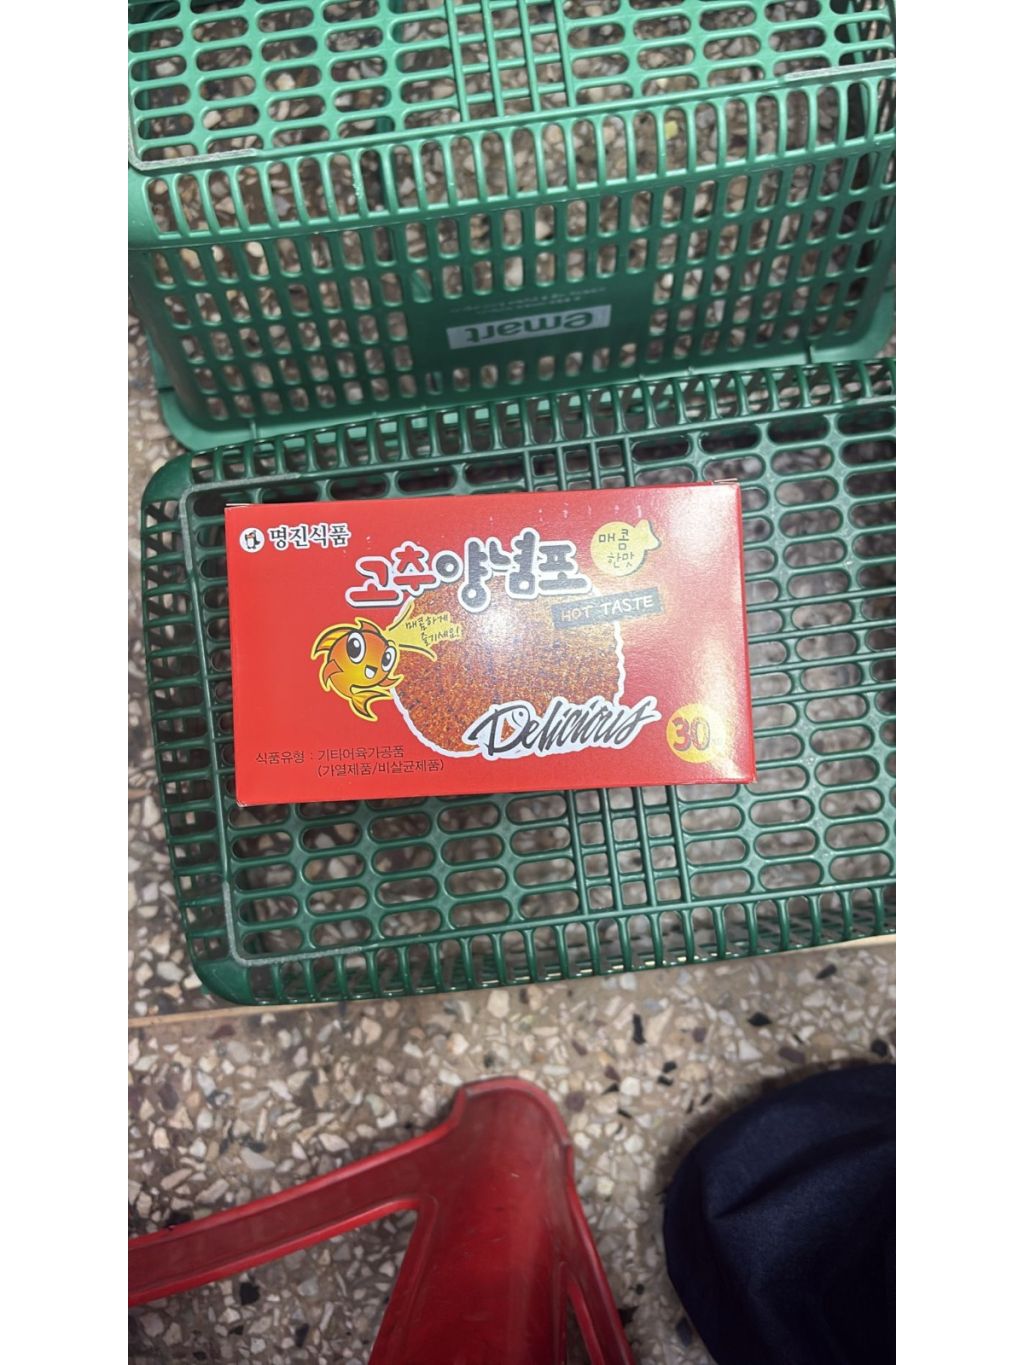 emart
명진식품
고추양념포
매콤
한맛
HOT TASTE
매콤하게
즐기세요!
Delicious
30
식품유형 : 기타어육가공품
(가열제품/비살균제품)